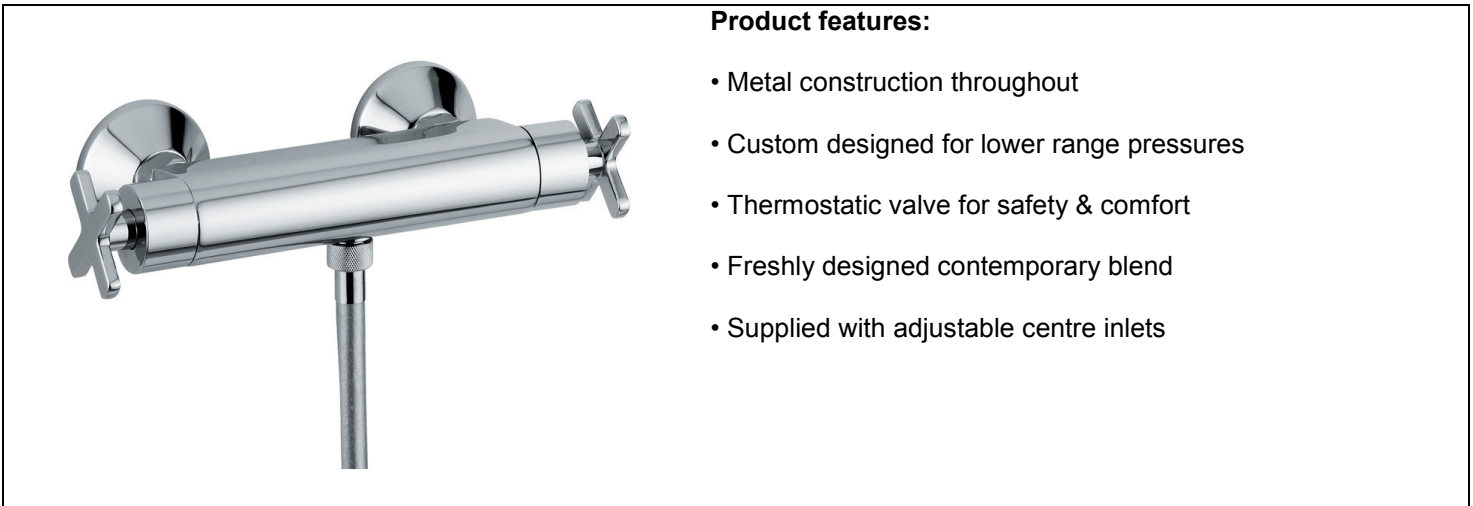 Product features:
• Metal construction throughout
• Custom designed for lower range pressures
• Thermostatic valve for safety & comfort
• Freshly designed contemporary blend
• Supplied with adjustable centre inlets